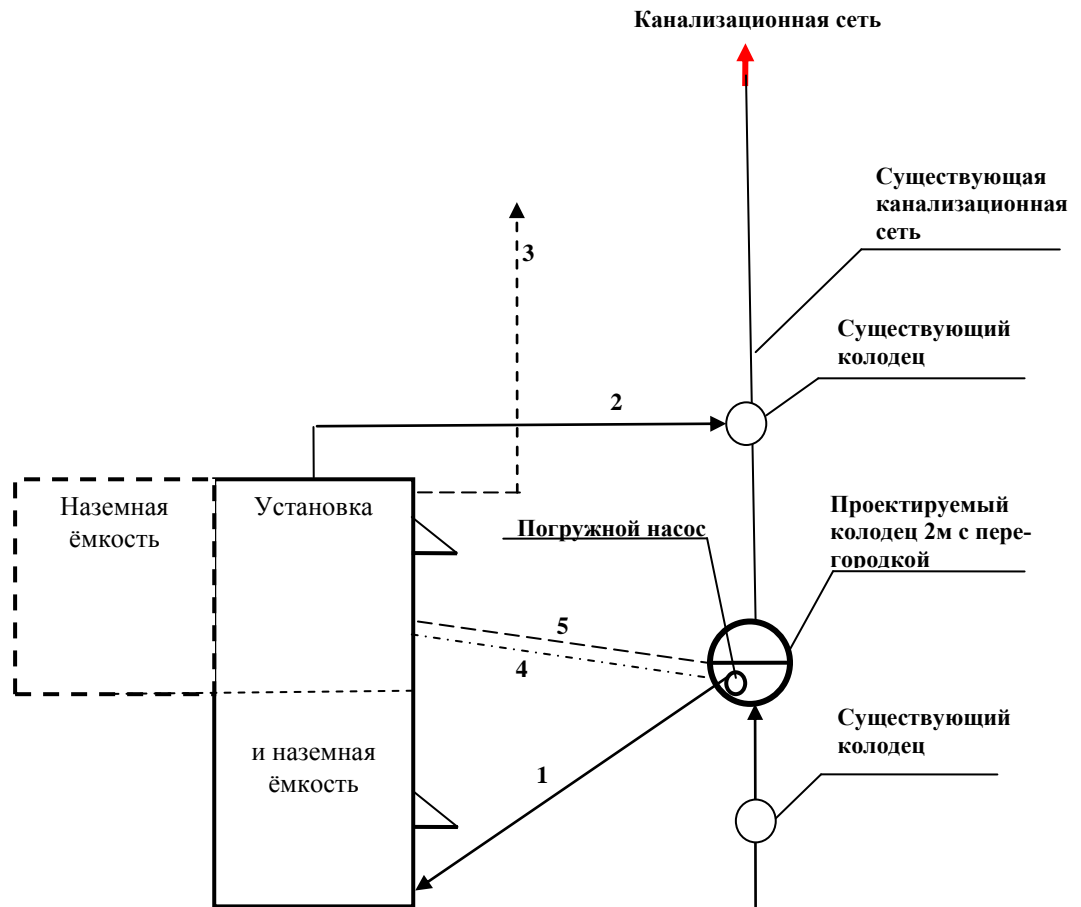 Канализационная сеть
Существующая
канализационная
сеть
3
Существующий
колодец
2
Наземная
ёмкость
Установка
Погружной насос
Проектируемый
колодец 2м с пере-
городкой
5
4
Существующий
колодец
и наземная
ёмкость
1